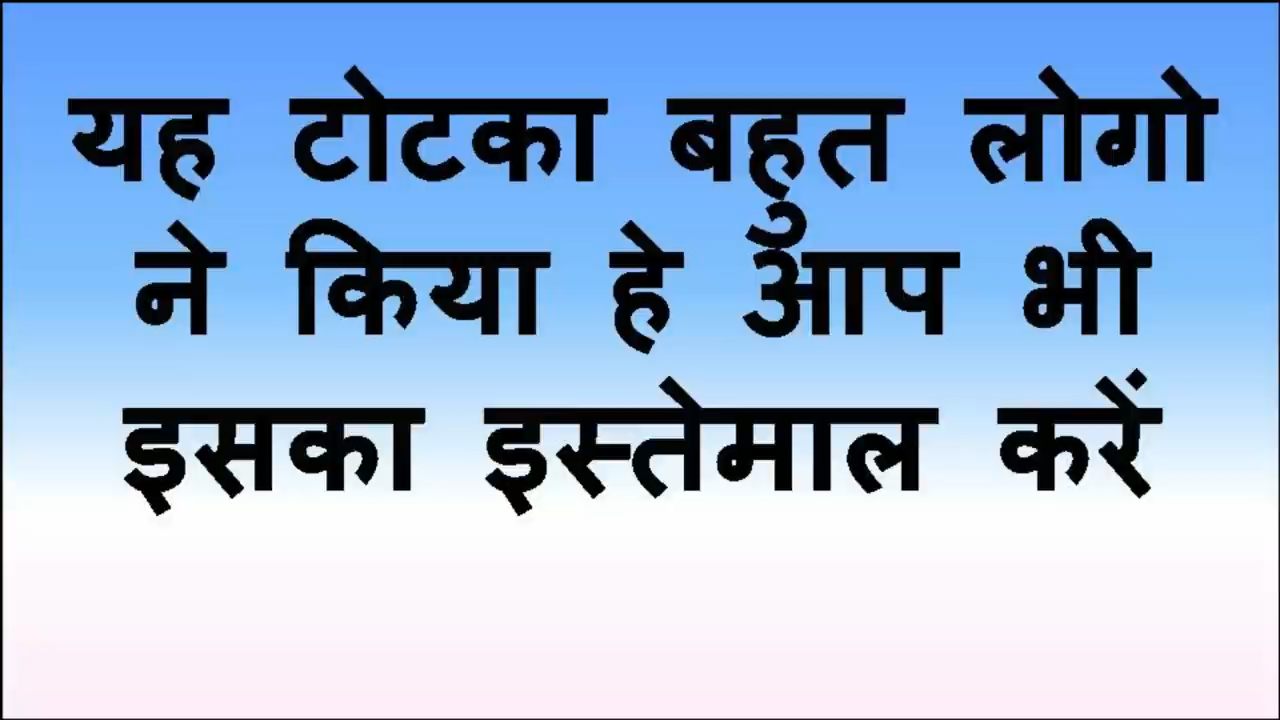 यह टोटका बहुत लोगो
ने किया हे आप भी
इसका इस्तेमाल करें